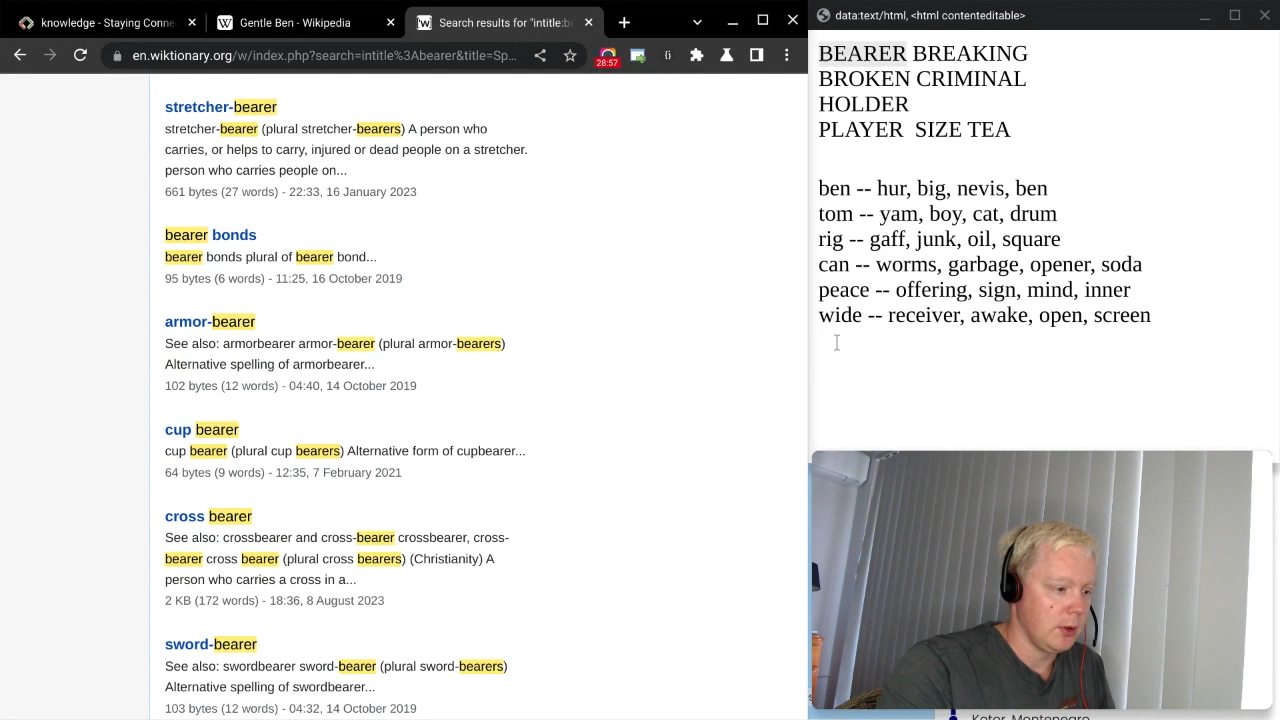 knowledge - Staying Conne
Gentle Ben - Wikipedia
Search results for "intitle:be
data:text/html, <html contenteditable>
en.wiktionary.org/w/index.php?search=intitle%3Abearer&title=Sp...
28:57
stretcher-bearer
stretcher-bearer (plural stretcher-bearers) A person who
carries, or helps to carry, injured or dead people on a stretcher.
person who carries people on...
661 bytes (27 words) - 22:33, 16 January 2023
bearer bonds
bearer bonds plural of bearer bond...
95 bytes (6 words) - 11:25, 16 October 2019
armor-bearer
See also: armorbearer armor-bearer (plural armor-bearers)
Alternative spelling of armorbearer...
102 bytes (12 words) - 04:40, 14 October 2019
cup bearer
cup bearer (plural cup bearers) Alternative form of cupbearer...
64 bytes (9 words) - 12:35, 7 February 2021
cross bearer
See also: crossbearer and cross-bearer crossbearer, cross-
bearer cross bearer (plural cross bearers) (Christianity) A
person who carries a cross in a...
2 KB (172 words) - 18:36, 8 August 2023
sword-bearer
See also: swordbearer sword-bearer (plural sword-bearers)
Alternative spelling of swordbearer...
103 bytes (12 words) - 04:32, 14 October 2019
BEARER BREAKING
BROKEN CRIMINAL
HOLDER
PLAYER  SIZE TEA
ben -- hur, big, nevis, ben
tom -- yam, boy, cat, drum
rig -- gaff, junk, oil, square
can -- worms, garbage, opener, soda
peace -- offering, sign, mind, inner
wide -- receiver, awake, open, screen
Kotor, Montenegro